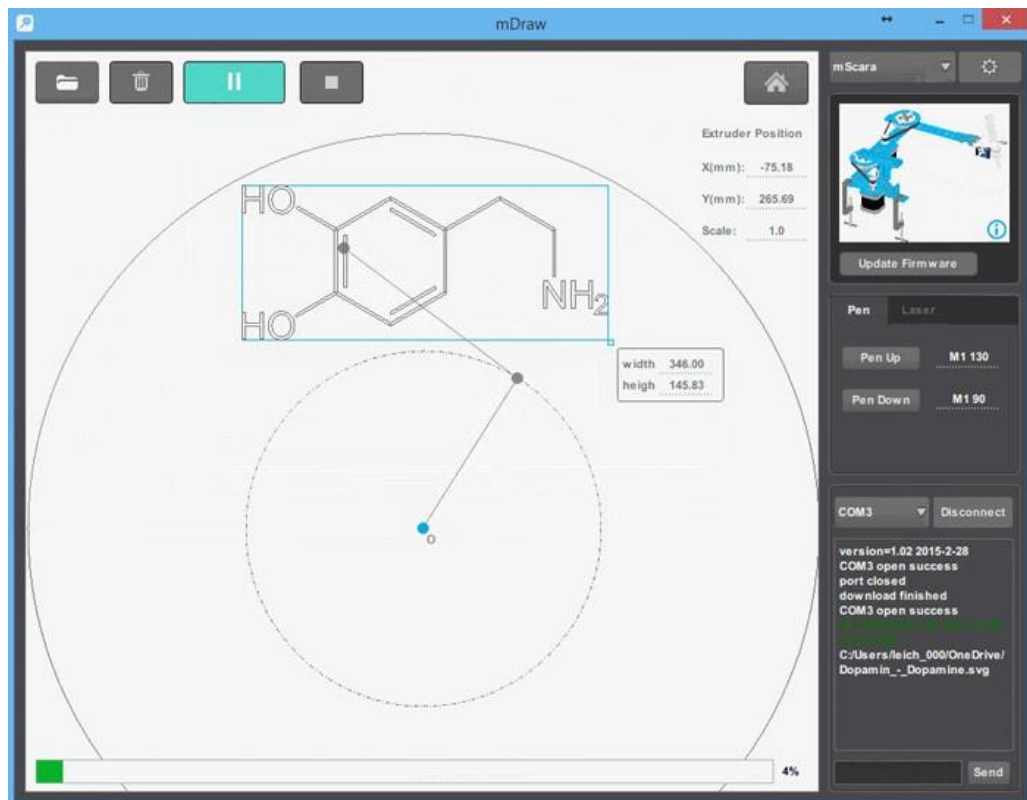 mDraw
mScara
Extruder Position
X(mm): -75.18
Y(mm): 265.69
Scale: 1.0
HO
HO
NH2
width 346.00
heigh 145.83
o
4%
Update Firmware
Pen Laser
Pen Up M1 130
Pen Down M1 90
COM3 Disconnect
version=1.02 2015-2-28
COM3 open success
port closed
download finished
COM3 open success
C:/Users/leich_000/OneDrive/
Dopamin_-_Dopamine.svg
Send